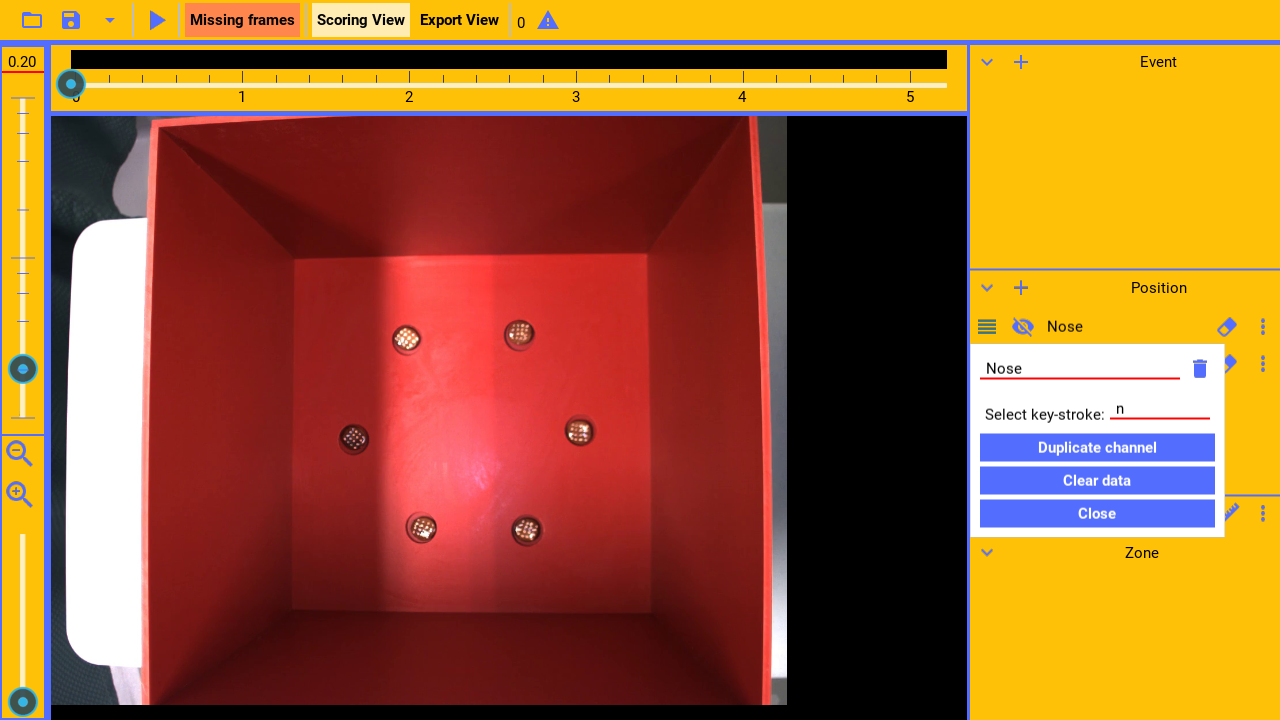 Missing frames
Scoring View
Export View
0
0.20
0
1
2
3
4
5
Event
Position
Nose
Nose
Select key-stroke: n
Duplicate channel
Clear data
Close
Zone